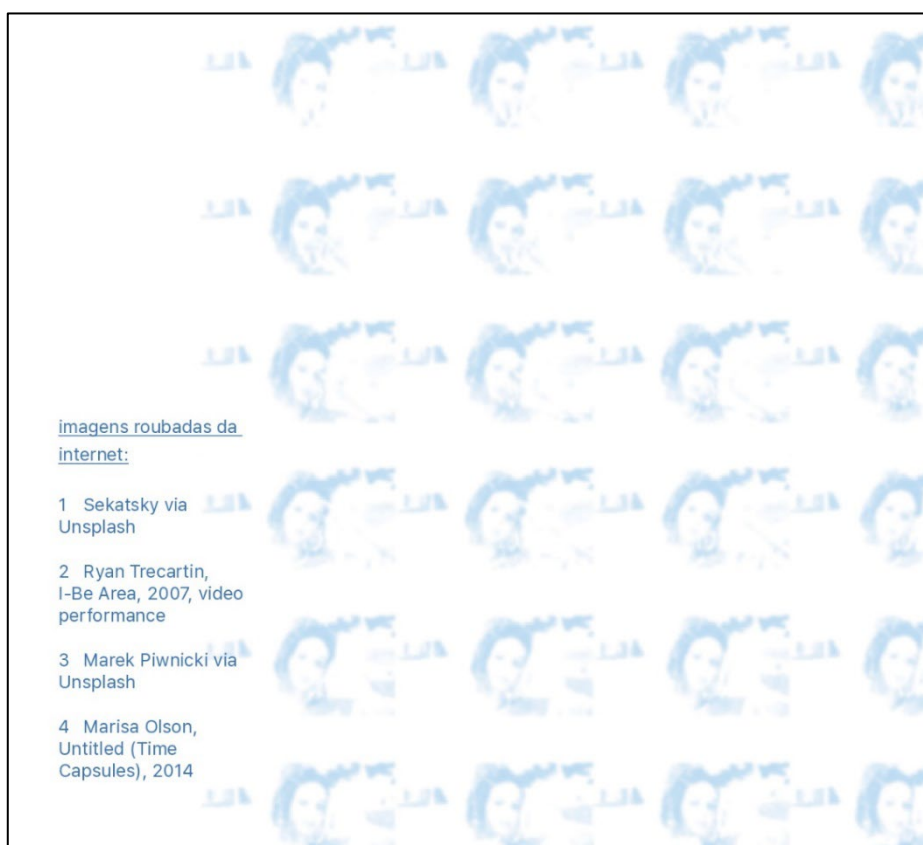 imagens roubadas da
internet:
1 Sekatsky via
Unsplash
2 Ryan Trecartin,
I-Be Area, 2007, video
performance
3 Marek Piwnicki via
Unsplash
4 Marisa Olson,
Untitled (Time
Capsules), 2014